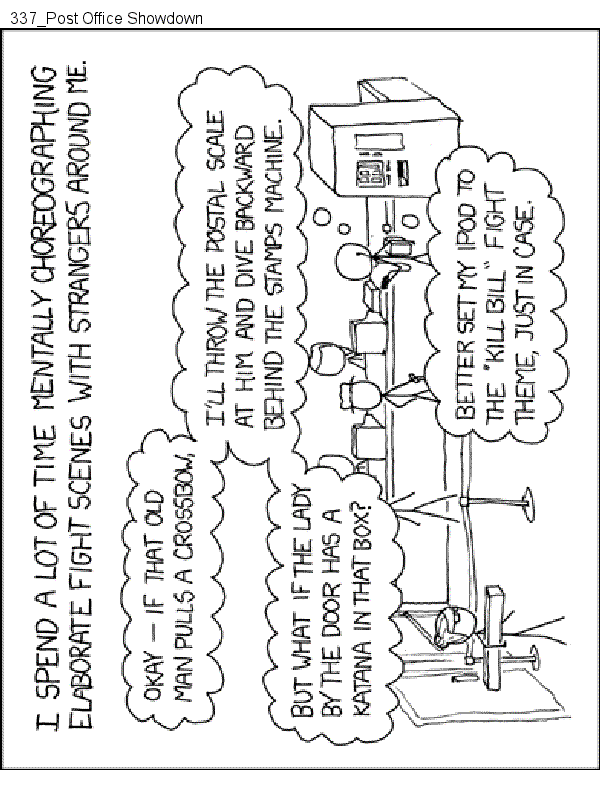 337_Post Office Showdown
I SPEND A LOT OF TIME MENTALLY CHOREOGRAPHING
ELABORATE FIGHT SCENES WITH STRANGERS AROUND ME.
OKAY — IF THAT OLD
MAN PULLS A CROSSBOW,
I'LL THROW THE POSTAL SCALE
AT HIM AND DIVE BACKWARD
BEHIND THE STAMPS MACHINE.
BUT WHAT IF THE LADY
BY THE DOOR HAS A
KATANA IN THAT BOX?
BETTER SET MY IPOD TO
THE "KILL BILL" FIGHT
THEME, JUST IN CASE.